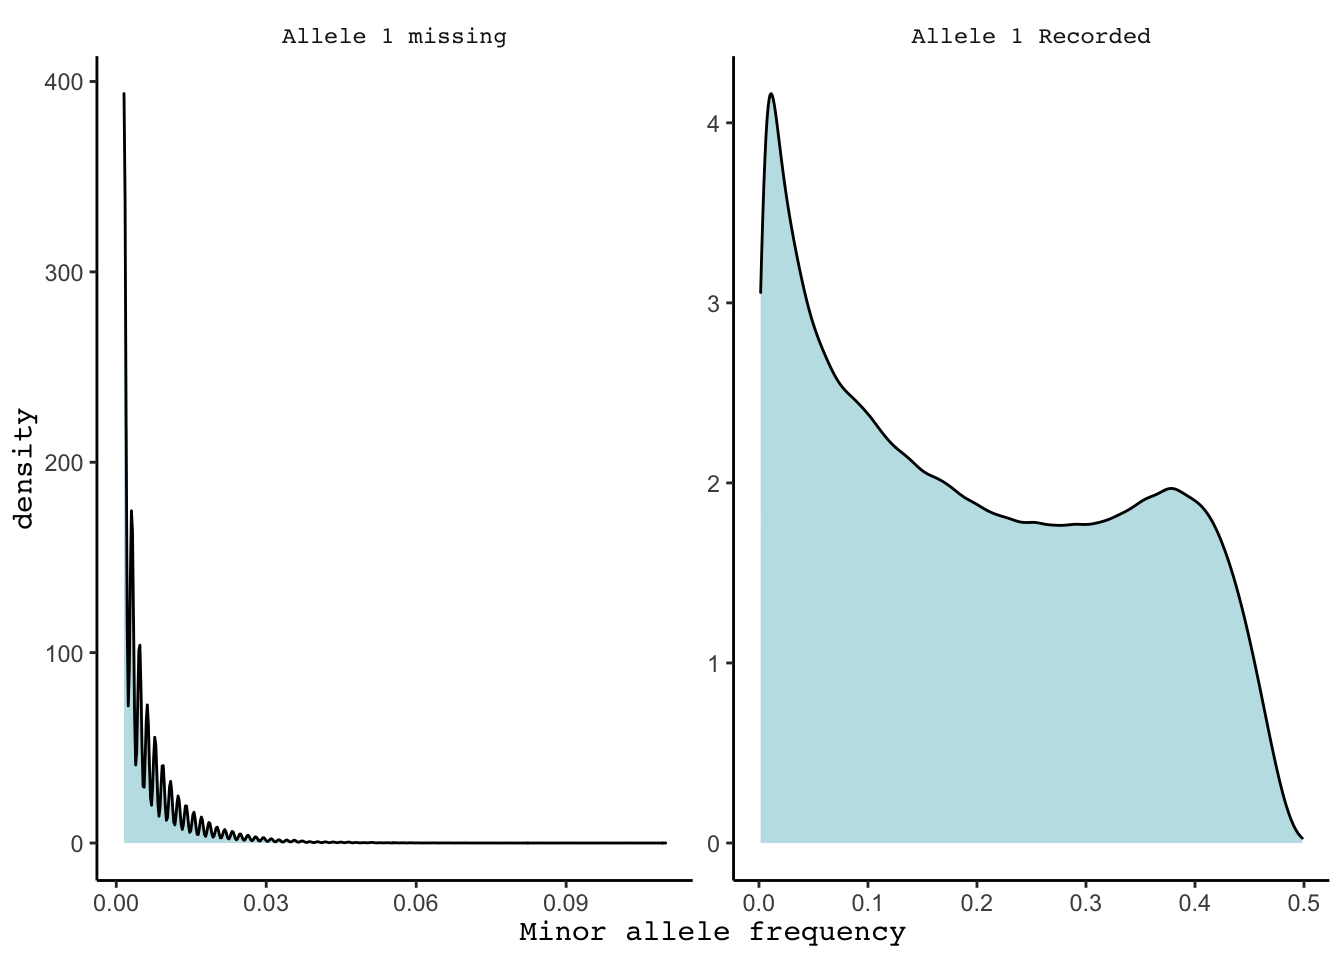 Allele 1 missing
Allele 1 Recorded
density
400
300
200
100
0
4
3
2
1
0
0.00 0.03 0.06 0.09
0.0 0.1 0.2 0.3 0.4 0.5
Minor allele frequency